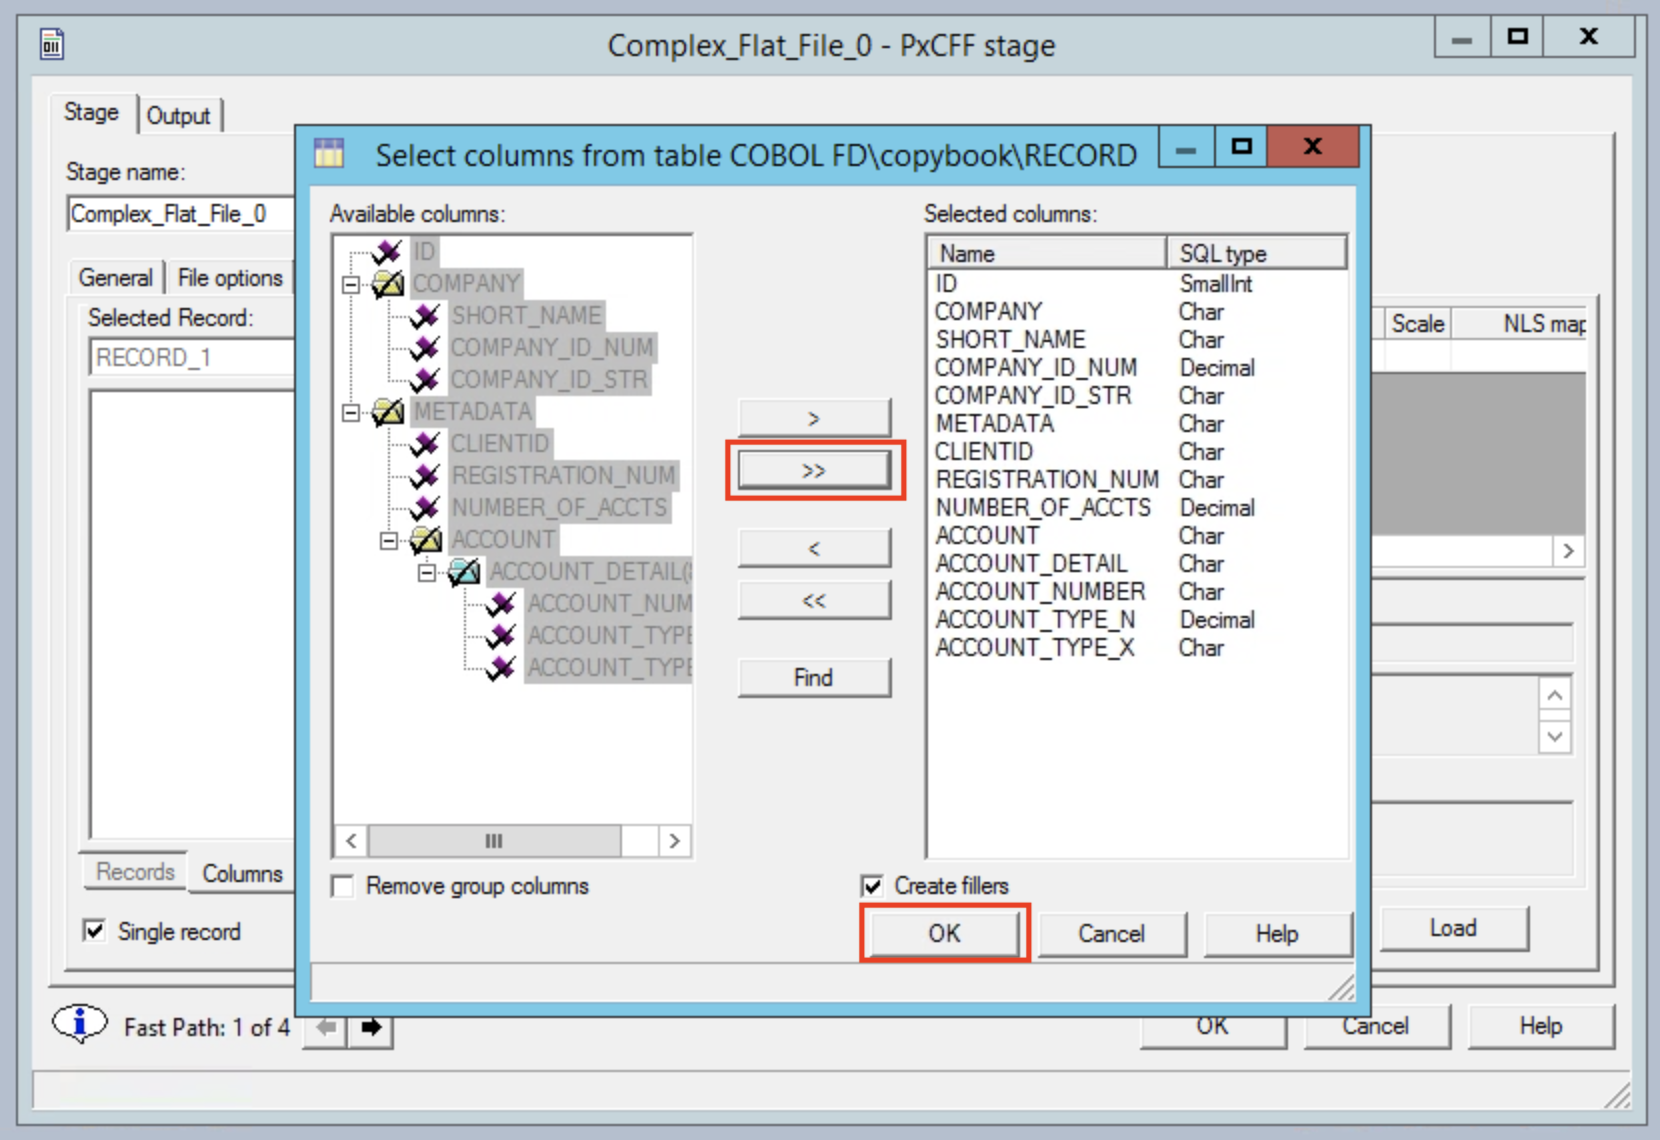 Complex_Flat_File_0 - PxCFF stage
Stage
Output
Stage name:
Complex_Flat_File_0
General
File options
Selected Record:
RECORD_1
Select columns from table COBOL FD\copybook\RECORD
Available columns:
ID
COMPANY
SHORT_NAME
COMPANY_ID_NUM
COMPANY_ID_STR
METADATA
CLIENTID
REGISTRATION_NUM
NUMBER_OF_ACCTS
ACCOUNT
ACCOUNT_DETAIL(
ACCOUNT_NUM
ACCOUNT_TYPE
ACCOUNT_TYPE
>
>>
<
<<
Find
Selected columns:
Name SQL type
ID SmallInt
COMPANY Char
SHORT_NAME Char
COMPANY_ID_NUM Decimal
COMPANY_ID_STR Char
METADATA Char
CLIENTID Char
REGISTRATION_NUM Char
NUMBER_OF_ACCTS Decimal
ACCOUNT Char
ACCOUNT_DETAIL Char
ACCOUNT_NUMBER Char
ACCOUNT_TYPE_N Decimal
ACCOUNT_TYPE_X Char
Remove group columns
Create fillers
OK Cancel Help
Scale NLS map
Records Columns
Single record
Load
Fast Path: 1 of 4
OK Cancel Help